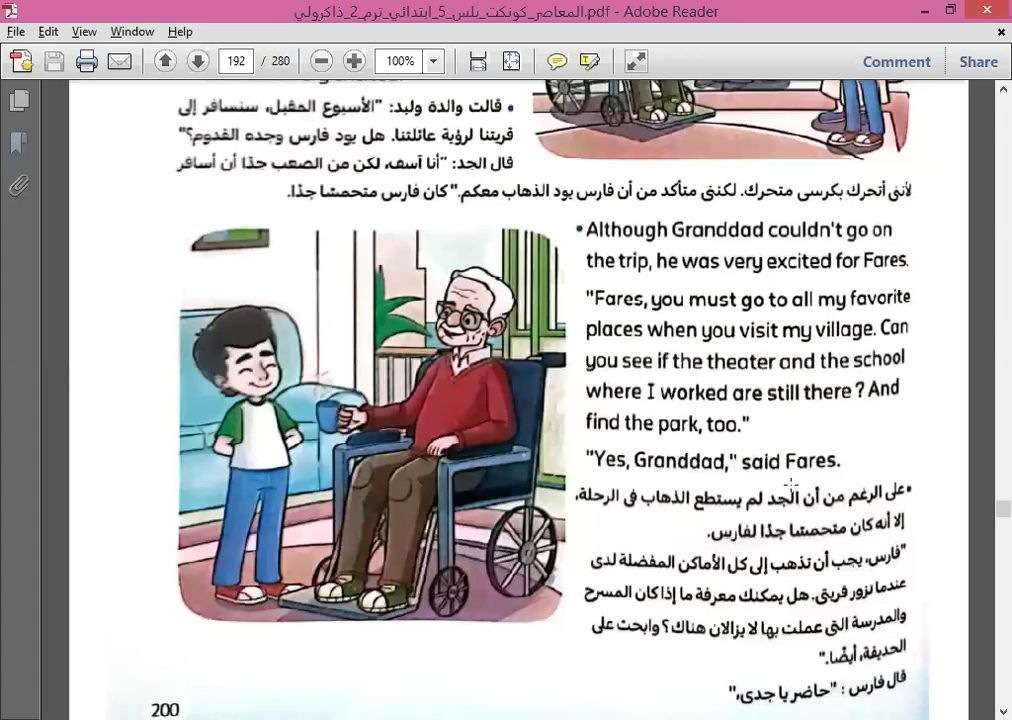 المعاصر_كونكت_بلس_5_ابتدائي_ترم_2_ذاكرولي.pdf - Adobe Reader
File Edit View Window Help
192 / 280 100% Comment Share
• قالت والدة وليد: "الأسبوع المقبل، سنسافر إلى
قريتنا لرؤية عائلتنا. هل يود فارس وجده القدوم؟"
قال الجد: "أنا آسف، لكن من الصعب جدًا أن أسافر
لأننى أتحرك بكرسى متحرك. لكننى متأكد من أن فارس يود الذهاب معكم." كان فارس متحمسًا جدًا.
• Although Granddad couldn't go on
the trip, he was very excited for Fares.
"Fares, you must go to all my favorite
places when you visit my village. Can
you see if the theater and the school
where I worked are still there? And
find the park, too."
"Yes, Granddad," said Fares.
• على الرغم من أن الجد لم يستطع الذهاب فى الرحلة،
إلا أنه كان متحمسًا جدًا لفارس.
"فارس، يجب أن تذهب إلى كل الأماكن المفضلة لدى
عندما تزور قريتى. هل يمكنك معرفة ما إذا كان المسرح
والمدرسة التى عملت بها لا يزالان هناك؟ وابحث على
الحديقة، أيضًا."
قال فارس : "حاضر يا جدى،"
200